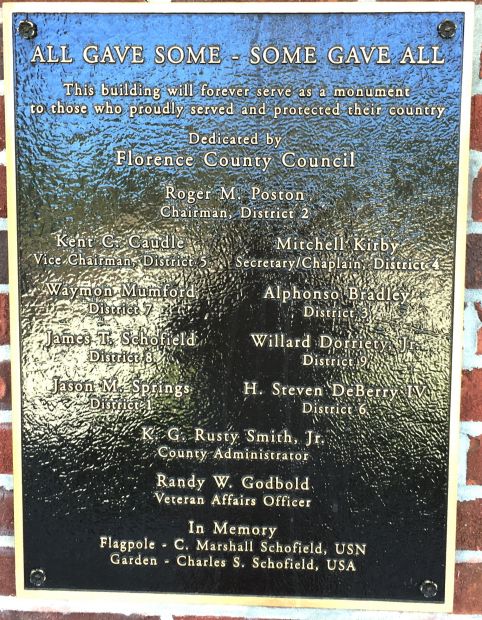 ALL GAVE SOME - SOME GAVE ALL
This building will forever serve as a monument
to those who proudly served and protected their country
Dedicated by
Florence County Council
Roger M. Poston
Chairman, District 2
Kent C. Caudle
Vice Chairman, District 5
Mitchell Kirby
Secretary/Chaplain, District 4
Waymon Mumford
District 7
Alphonso Bradley
District 3
James T. Schofield
District 8
Willard Dorriety, Jr.
District 9
Jason M. Springs
District 1
H. Steven DeBerry IV
District 6
K. G. Rusty Smith, Jr.
County Administrator
Randy W. Godbold
Veteran Affairs Officer
In Memory
Flagpole - C. Marshall Schofield, USN
Garden - Charles S. Schofield, USA